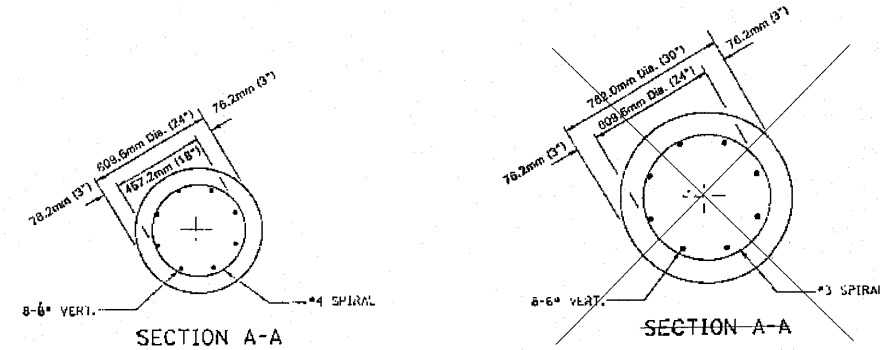 76.2mm (3")
609.6mm Dia. (24")
457.2mm (18")
76.2mm (3")
8-6# VERT.
#4 SPIRAL
SECTION A-A
76.2mm (3")
762.0mm Dia. (30")
609.6mm (24")
76.2mm (3")
8-6# VERT.
#3 SPIRAL
SECTION A-A